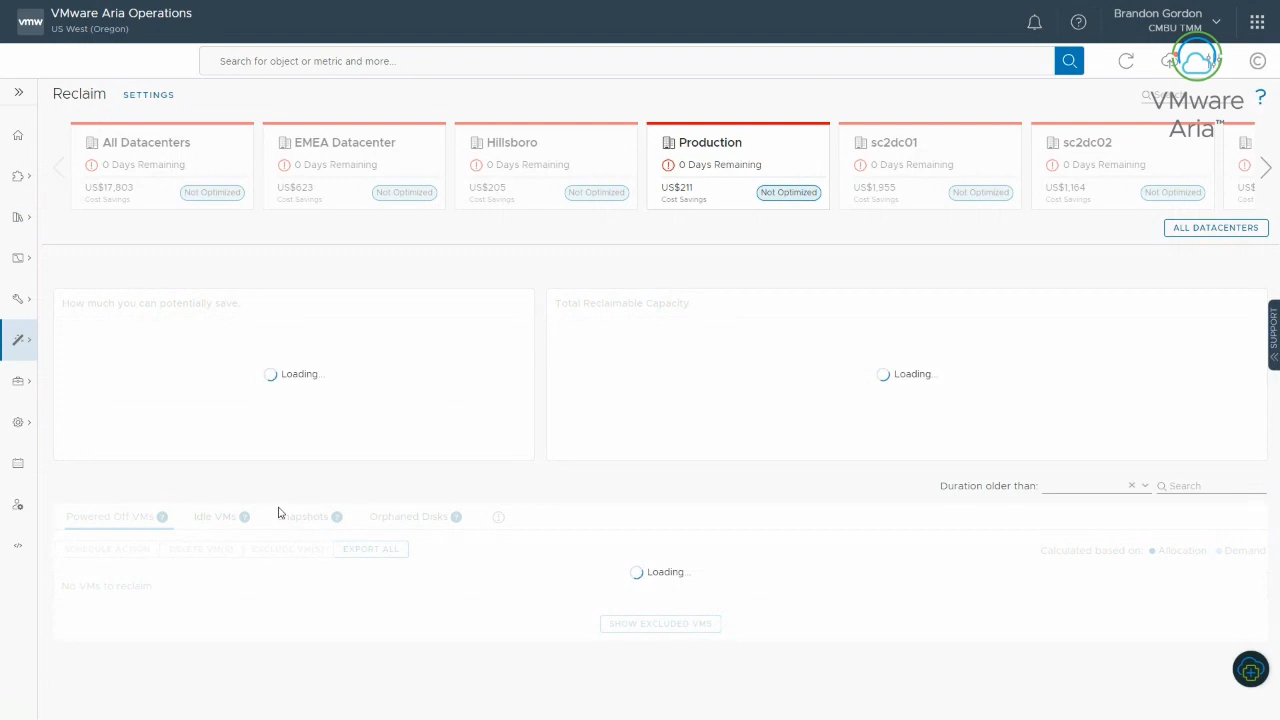 vmw
VMware Aria Operations
US West (Oregon)
Brandon Gordon
CMBU TMM
Search for object or metric and more...
VMware
Aria™
Reclaim
SETTINGS
Search
?
All Datacenters
0 Days Remaining
US$17,803
Cost Savings
Not Optimized
EMEA Datacenter
0 Days Remaining
US$623
Cost Savings
Not Optimized
Hillsboro
0 Days Remaining
US$205
Cost Savings
Not Optimized
Production
0 Days Remaining
US$211
Cost Savings
Not Optimized
sc2dc01
0 Days Remaining
US$1,955
Cost Savings
Not Optimized
sc2dc02
0 Days Remaining
US$1,164
Cost Savings
Not Optimized
ALL DATACENTERS
How much you can potentially save.
Total Reclaimable Capacity
SUPPORT
Loading...
Loading...
Duration older than:
Search
Powered Off VMs
Idle VMs
Snapshots
Orphaned Disks
SCHEDULE ACTION
DELETE VM(S)
EXCLUDE VM(S)
EXPORT ALL
Calculated based on: Allocation Demand
Loading...
No VMs to reclaim
SHOW EXCLUDED VMS